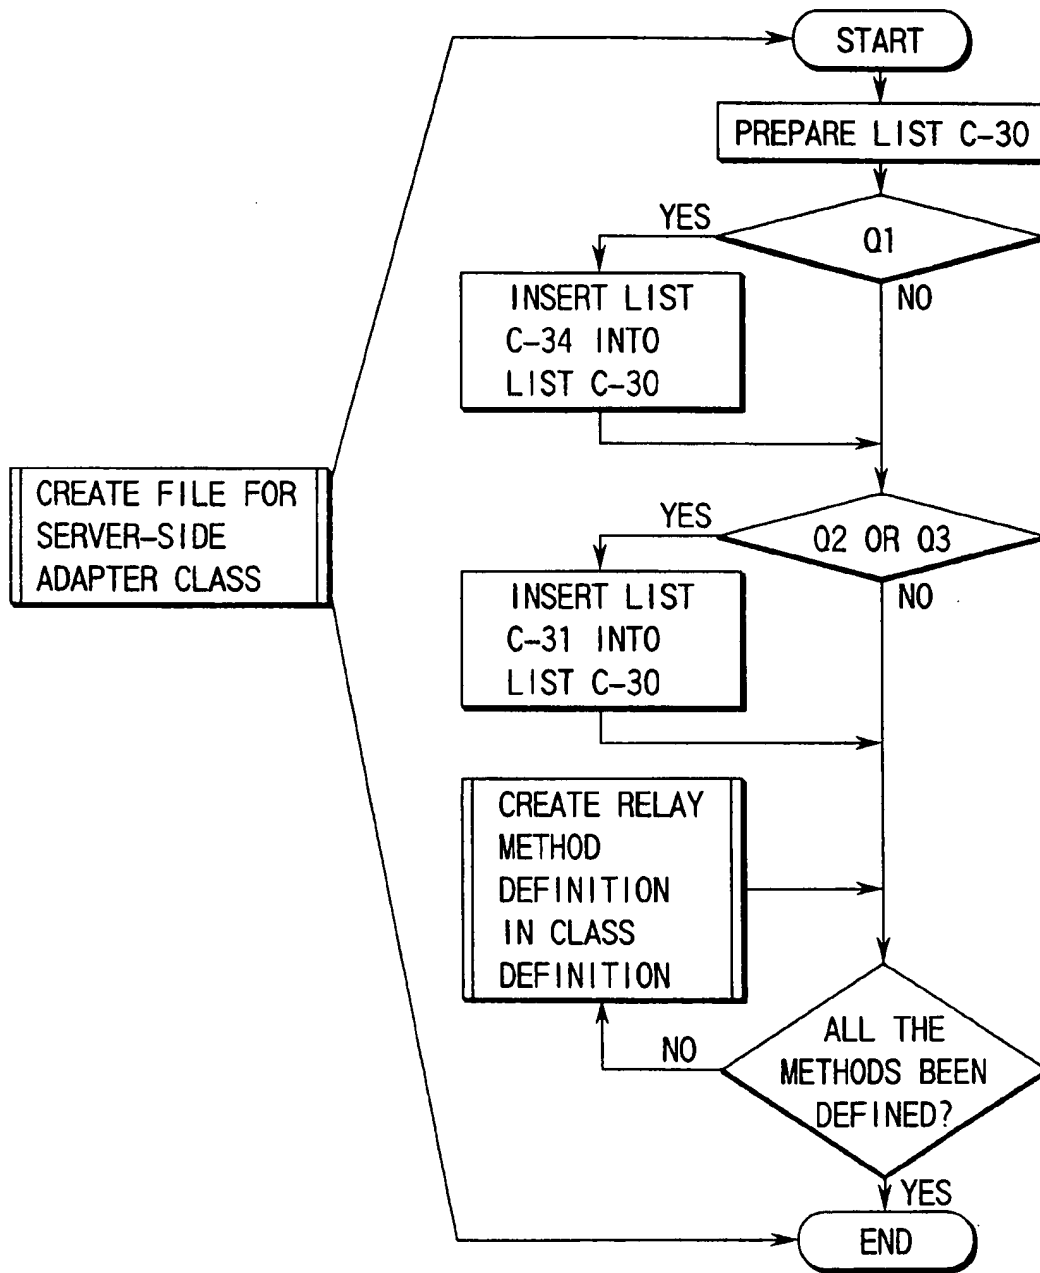 START
PREPARE LIST C-30
YES
Q1
NO
INSERT LIST
C-34 INTO
LIST C-30
CREATE FILE FOR
SERVER-SIDE
ADAPTER CLASS
YES
Q2 OR Q3
NO
INSERT LIST
C-31 INTO
LIST C-30
CREATE RELAY
METHOD
DEFINITION
IN CLASS
DEFINITION
NO
ALL THE
METHODS BEEN
DEFINED?
YES
END